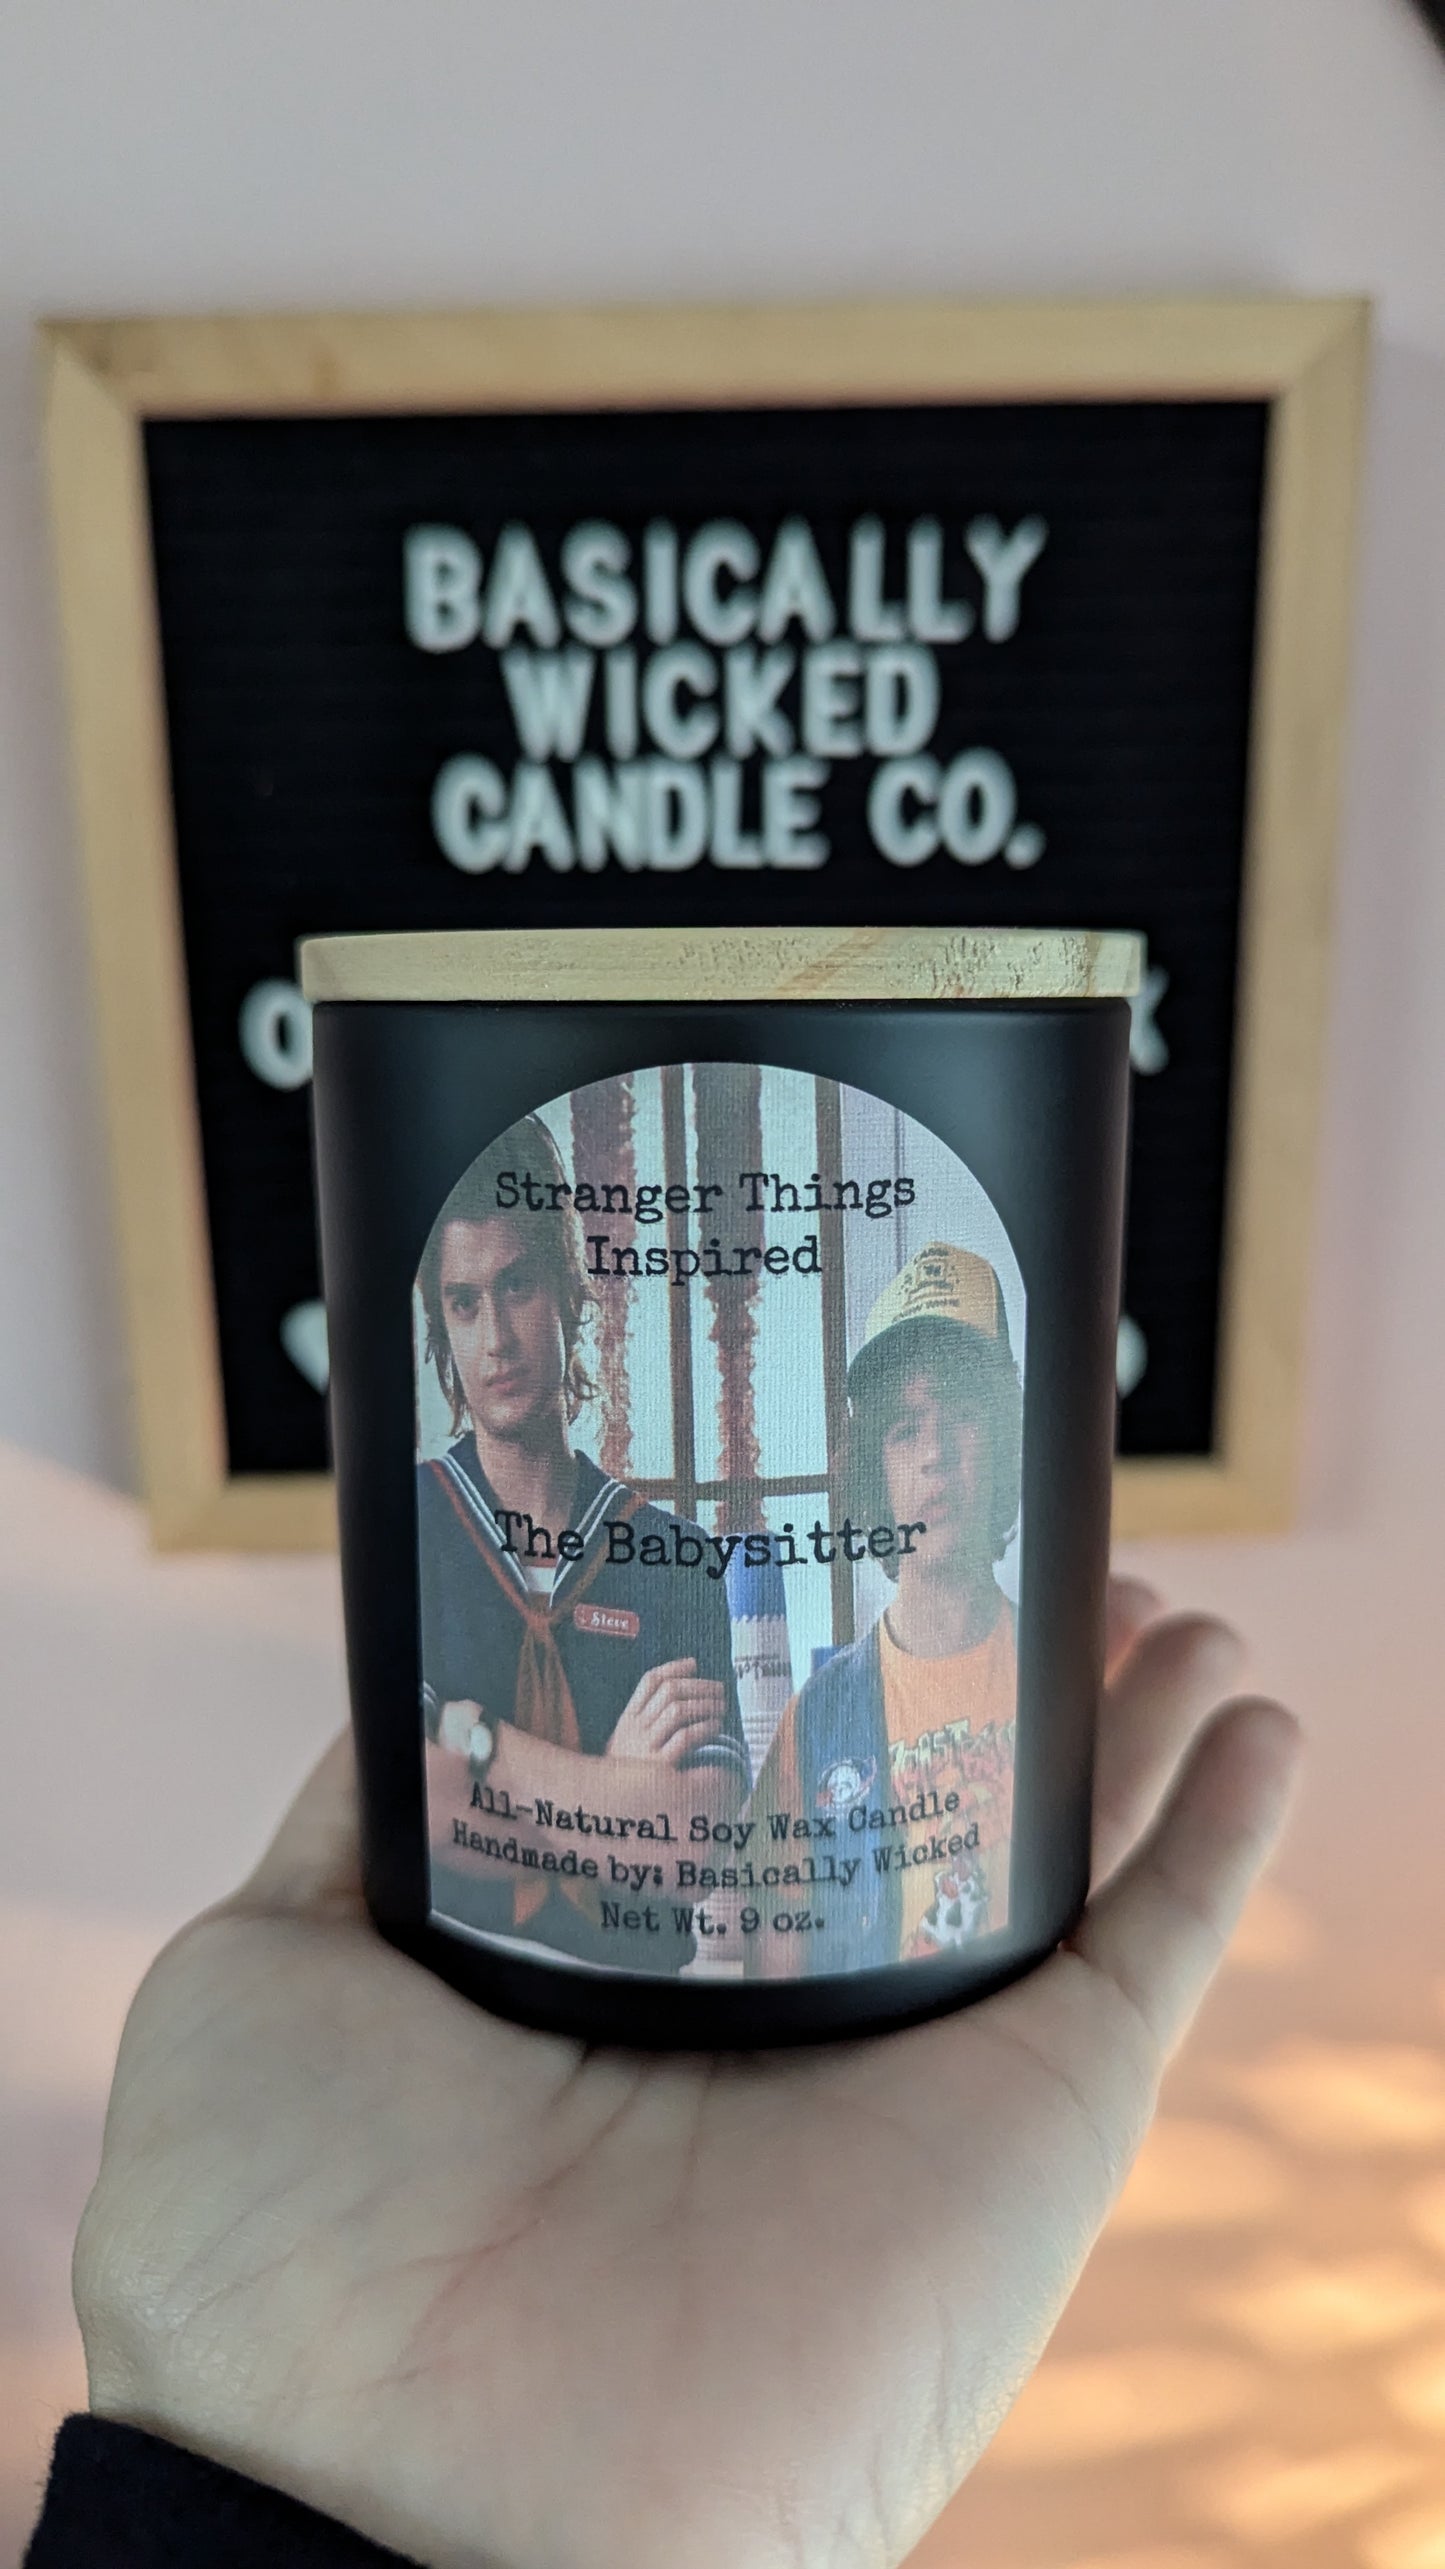 BASICALLY
WICKED
CANDLE CO.
Stranger Things
Inspired
The Babysitter
Steve
All-Natural Soy Wax Candle
Handmade by: Basically Wicked
Net Wt. 9 oz.